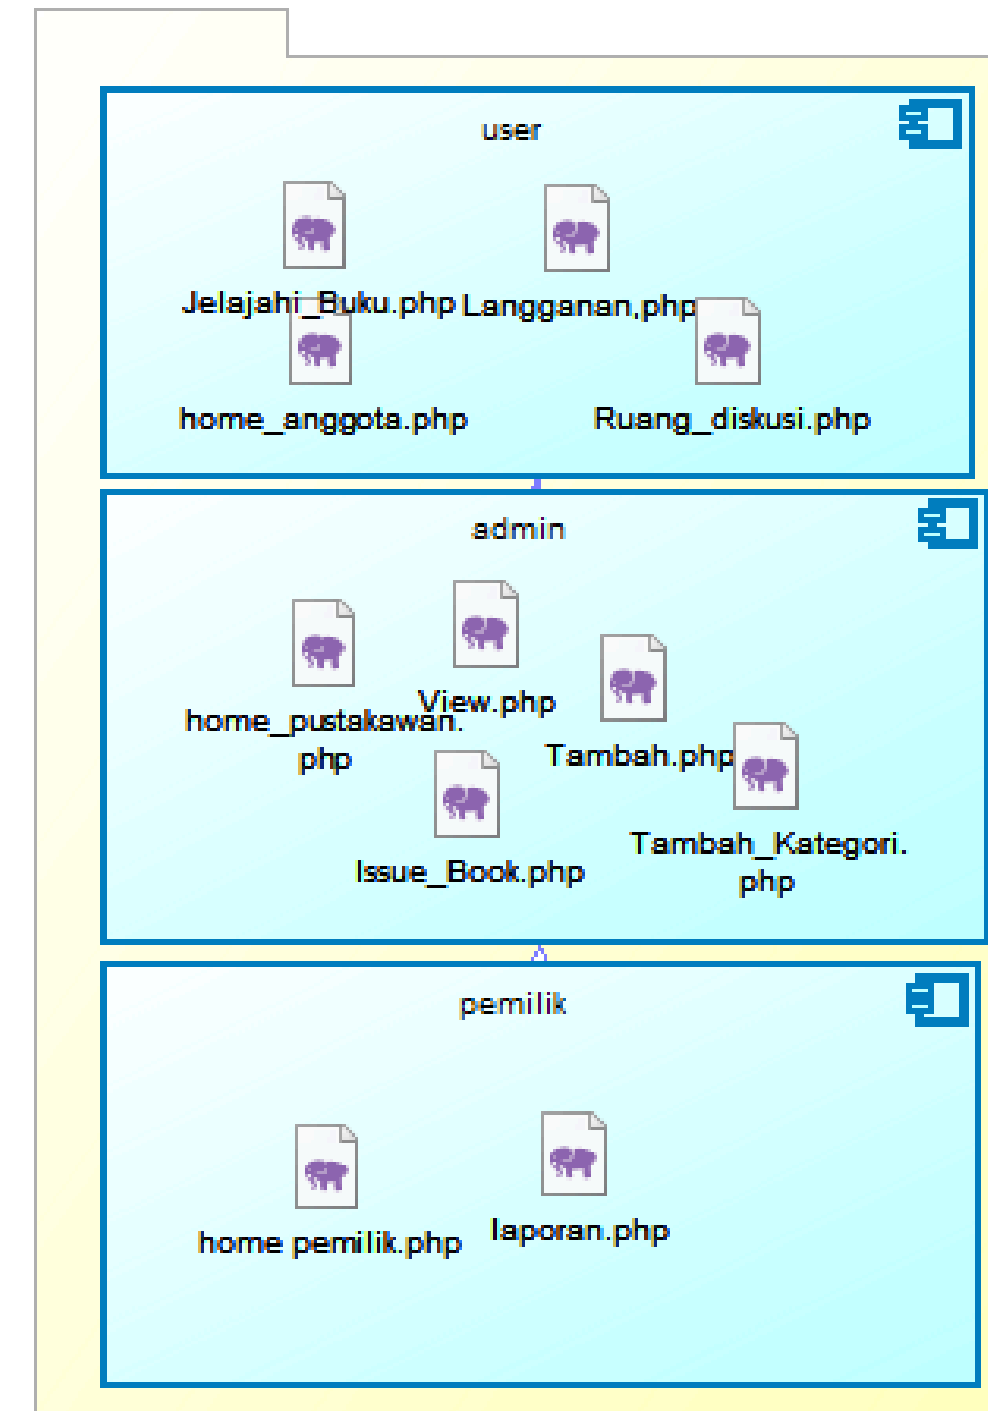 user
Jelajahi_Buku.php
Langganan,php
home_anggota.php
Ruang_diskusi.php
admin
View.php
home_pustakawan.
php
Tambah.php
Tambah_Kategori.
php
Issue_Book.php
pemilik
home pemilik.php
laporan.php